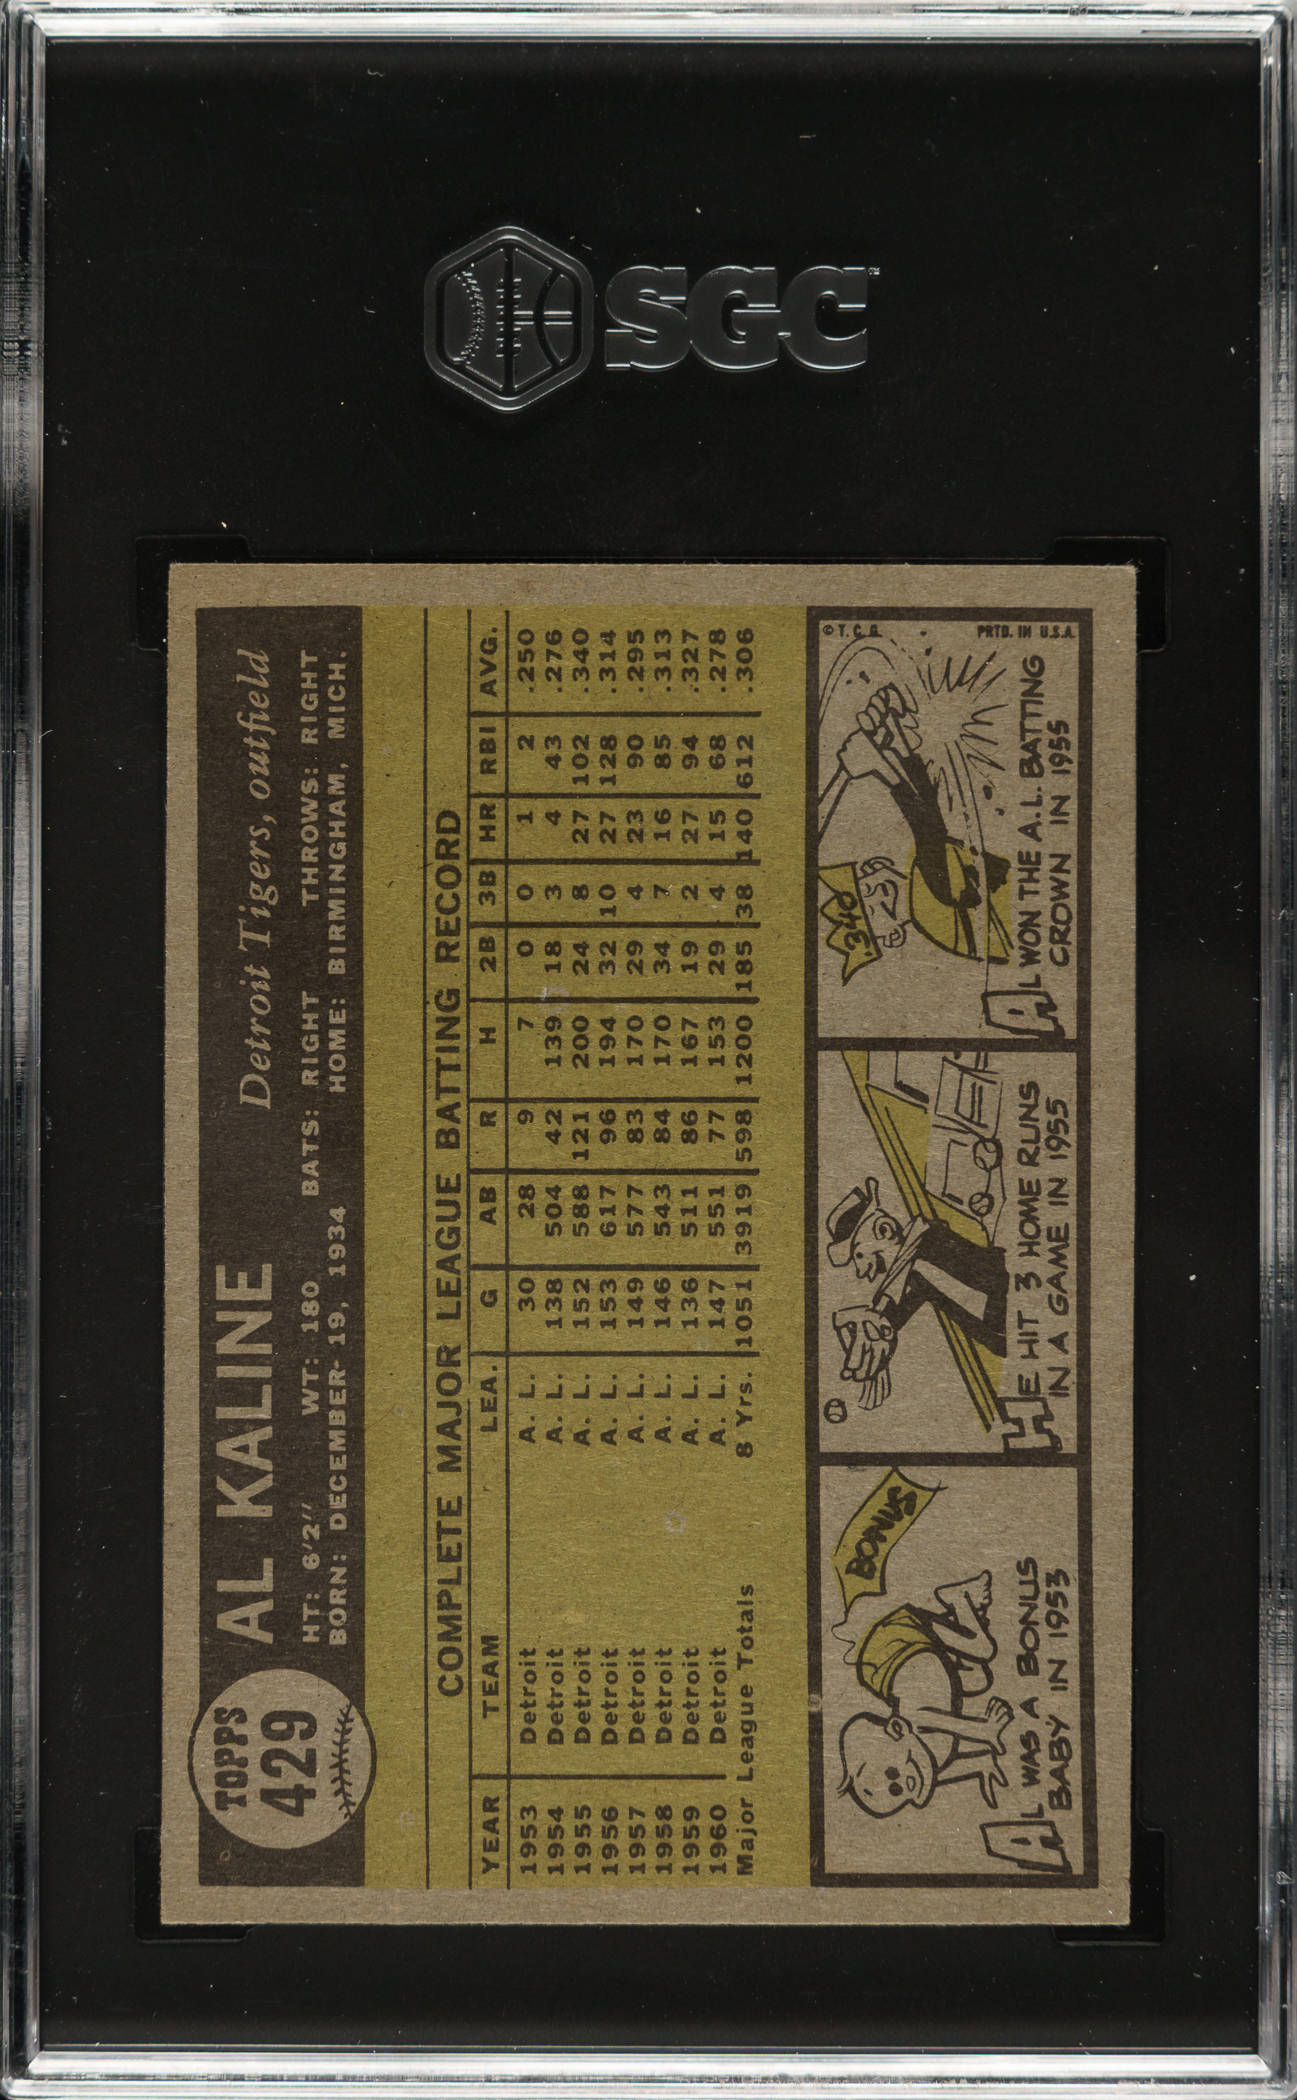 SGC
TOPPS
429
AL KALINE
Detroit Tigers, outfield
HT: 6'2" WT: 180 BATS: RIGHT THROWS: RIGHT
BORN: DECEMBER- 19, 1934 HOME: BIRMINGHAM, MICH.
COMPLETE MAJOR LEAGUE BATTING RECORD
YEAR TEAM LEA. G AB R H 2B 3B HR RBI AVG.
1953 Detroit A. L. 30 28 9 7 0 0 1 2 .250
1954 Detroit A. L. 138 504 42 139 18 3 4 43 .276
1955 Detroit A. L. 152 588 121 200 24 8 27 102 .340
1956 Detroit A. L. 153 617 96 194 32 10 27 128 .314
1957 Detroit A. L. 149 577 83 170 29 4 23 90 .295
1958 Detroit A. L. 146 543 84 170 34 7 16 85 .313
1959 Detroit A. L. 136 511 86 167 19 2 27 94 .327
1960 Detroit A. L. 147 551 77 153 29 4 15 68 .278
Major League Totals 8 Yrs. 1051 3919 598 1200 185 38 140 612 .306
BONUS
AL WAS A BONUS
BABY IN 1953
HE HIT 3 HOME RUNS
IN A GAME IN 1955
.340
© T. C. G.
PRTD. IN U.S.A.
AL WON THE A.L. BATTING
CROWN IN 1955